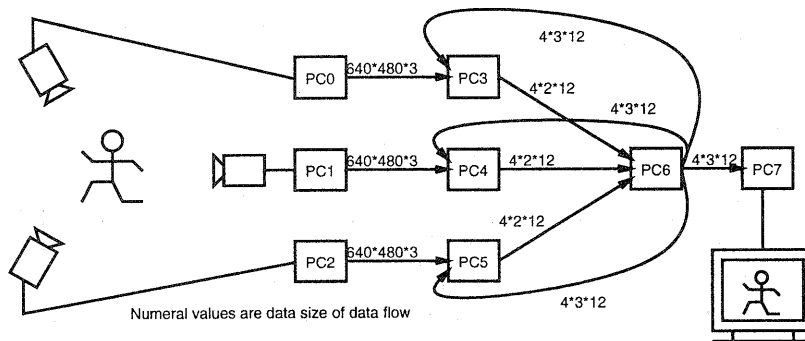 4*3*12
PC0
640*480*3
PC3
4*2*12
4*3*12
PC1
640*480*3
PC4
4*2*12
PC6
4*3*12
PC7
4*2*12
PC2
640*480*3
PC5
4*3*12
Numeral values are data size of data flow